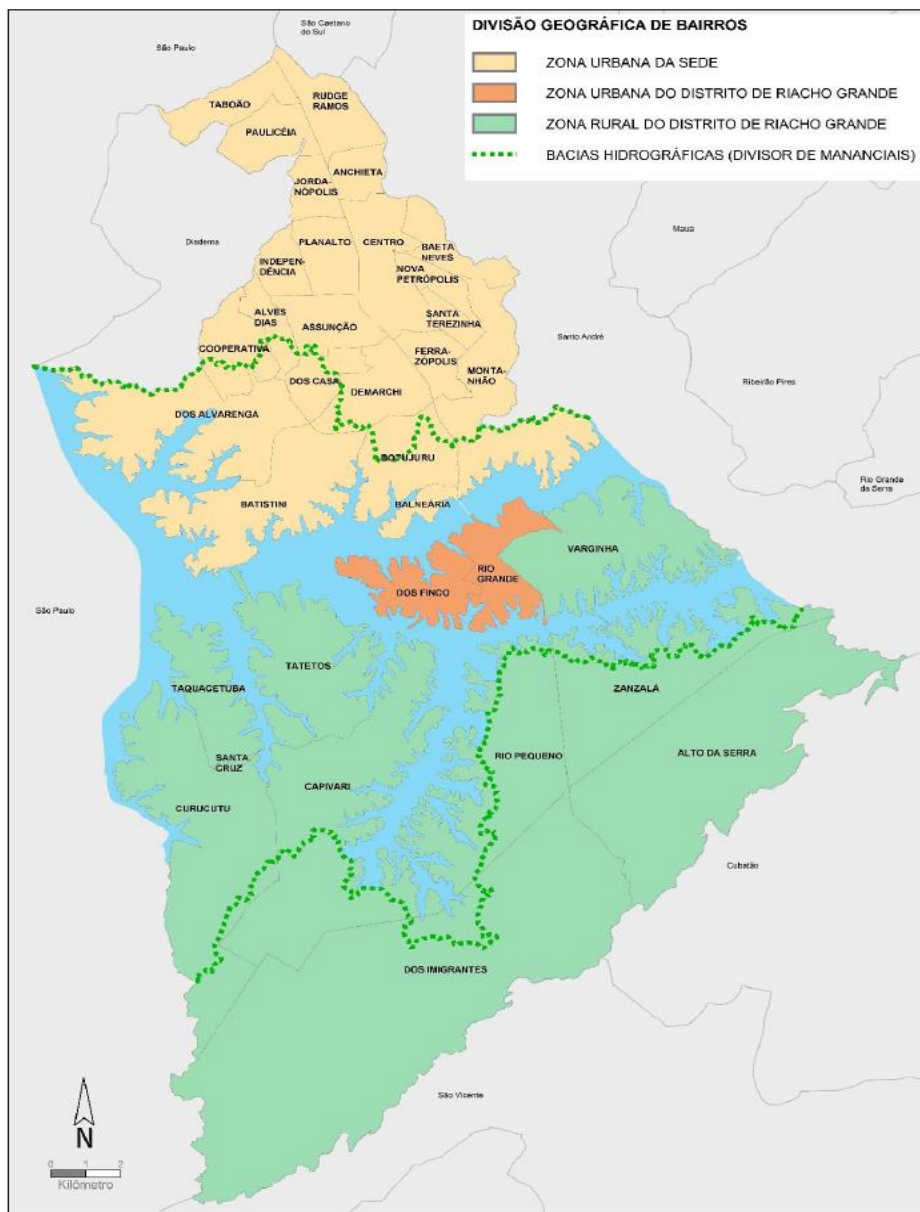 DIVISÃO GEOGRÁFICA DE BAIRROS
ZONA URBANA DA SEDE
ZONA URBANA DO DISTRITO DE RIACHO GRANDE
ZONA RURAL DO DISTRITO DE RIACHO GRANDE
BACIAS HIDROGRÁFICAS (DIVISOR DE MANANCIAIS)
São Caetano
do Sul
São Paulo
RUDGE
RAMOS
TABOÃO
PAULICÉIA
ANCHIETA
JORDA-
NÓPOLIS
PLANALTO
CENTRO
BAETA
NEVES
Diadema
Mauá
INDEPEN-
DÊNCIA
NOVA
PETRÓPOLIS
ALVES
DIAS
ASSUNÇÃO
SANTA
TEREZINHA
Santo André
COOPERATIVA
FERRA-
ZÓPOLIS
MONTA-
NHÃO
Ribeirão Pires
DOS CASA
DEMARCHI
DOS ALVARENGA
BOTUJURU
Rio Grande
da Serra
BATISTINI
BALNEÁRIA
VARGINHA
RIO
GRANDE
DOS FINCO
São Paulo
TATETOS
TAQUACETUBA
ZANZALÁ
SANTA
CRUZ
RIO PEQUENO
ALTO DA SERRA
CAPIVARI
CURUCUTU
Cubatão
DOS IMIGRANTES
São Vicente
N
0 1 2
Kilômetro